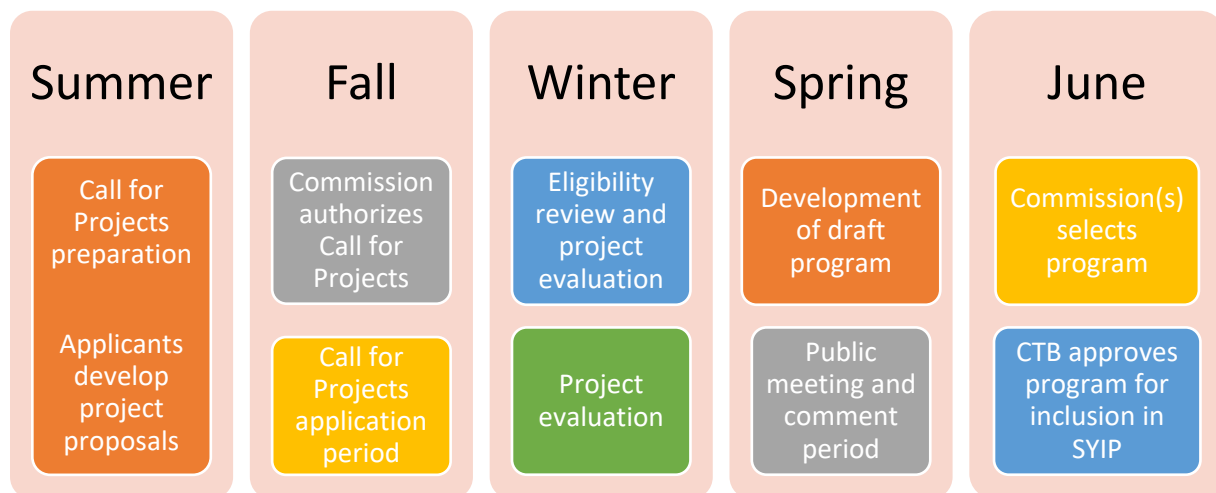 Summer
Call for
Projects
preparation
Applicants
develop
project
proposals
Fall
Commission
authorizes
Call for
Projects
Call for
Projects
application
period
Winter
Eligibility
review and
project
evaluation
Project
evaluation
Spring
Development
of draft
program
Public
meeting and
comment
period
June
Commission(s)
selects
program
CTB approves
program for
inclusion in
SYIP